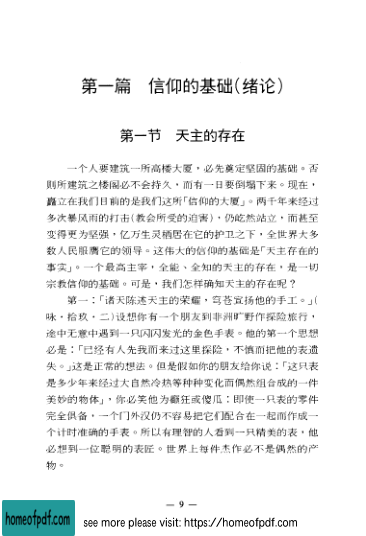 第一篇　信仰的基础(绪论)
第一节　天主的存在
一个人要建筑一所高楼大厦，必先奠定坚固的基础。否
则所建筑之楼阁必不会持久，而有一日要倒塌下来。现在，
矗立在我们目前的是我们这所「信仰的大厦」。两千年来经过
多次暴风雨的打击(教会所受的迫害)，仍屹然站立，而甚至
变得更为坚强，亿万生灵栖居在它的护卫之下，全世界大多
数人民服膺它的领导。这伟大的信仰的基础是「天主存在的
事实」。一个最高主宰，全能、全知的天主的存在，是一切
宗教信仰的基础。可是，我们怎样确知天主的存在呢？
第一：「诸天陈述天主的荣耀，穹苍宣扬他的手工。」(
咏·拾玖·二)设想你有一个朋友到非洲旷野作探险旅行，
途中无意中遇到一只闪闪发光的金色手表。他的第一个思想
必是：「已经有人先我而来过这里探险，不慎而把他的表遗
失。」这是正常的想法。但是假如你的朋友给你说：「这只表
是多少年来经过大自然冷热等种种变化而偶然组合成的一件
美妙的物体」，你必笑他为癫狂或傻瓜：即使一只表的零件
完全俱备，一个门外汉仍不容易把它们配合在一起而作成一
个计时准确的手表。所以有理智的人看到一只精美的表，他
必想到一位聪明的表匠。世界上每件杰作必不是偶然的产
物。
— 9 —
homeofpdf.com
see more please visit: https://homeofpdf.com